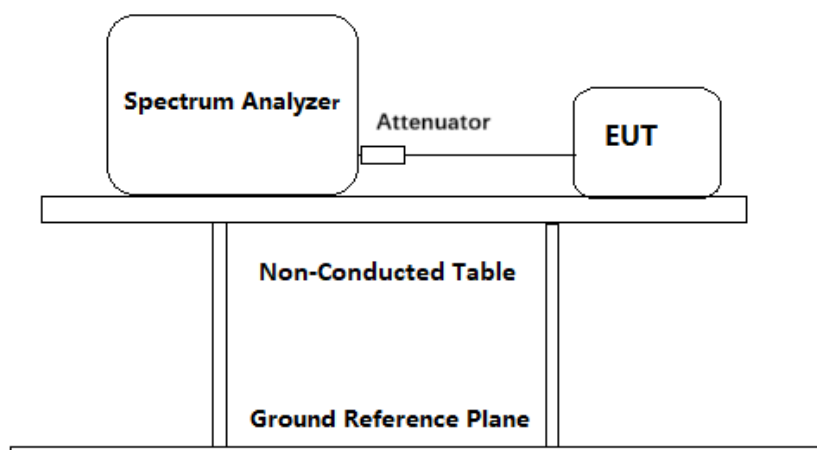 Spectrum Analyzer
Attenuator
EUT
Non-Conducted Table
Ground Reference Plane